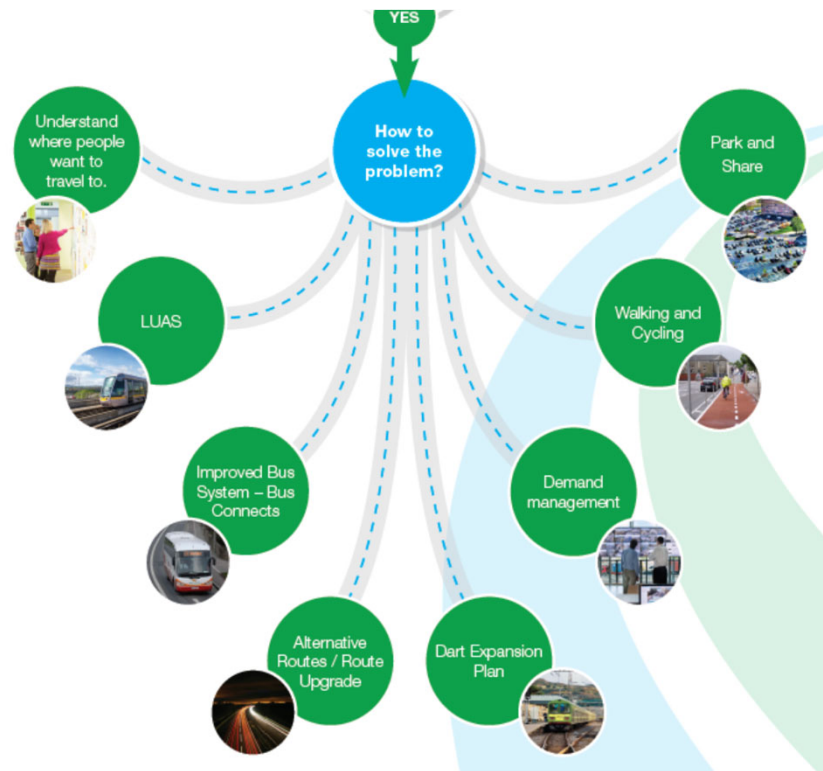 YES
How to
solve the
problem?
Understand
where people
want to
travel to.
Park and
Share
LUAS
Walking and
Cycling
Improved Bus
System – Bus
Connects
Demand
management
Alternative
Routes / Route
Upgrade
Dart Expansion
Plan